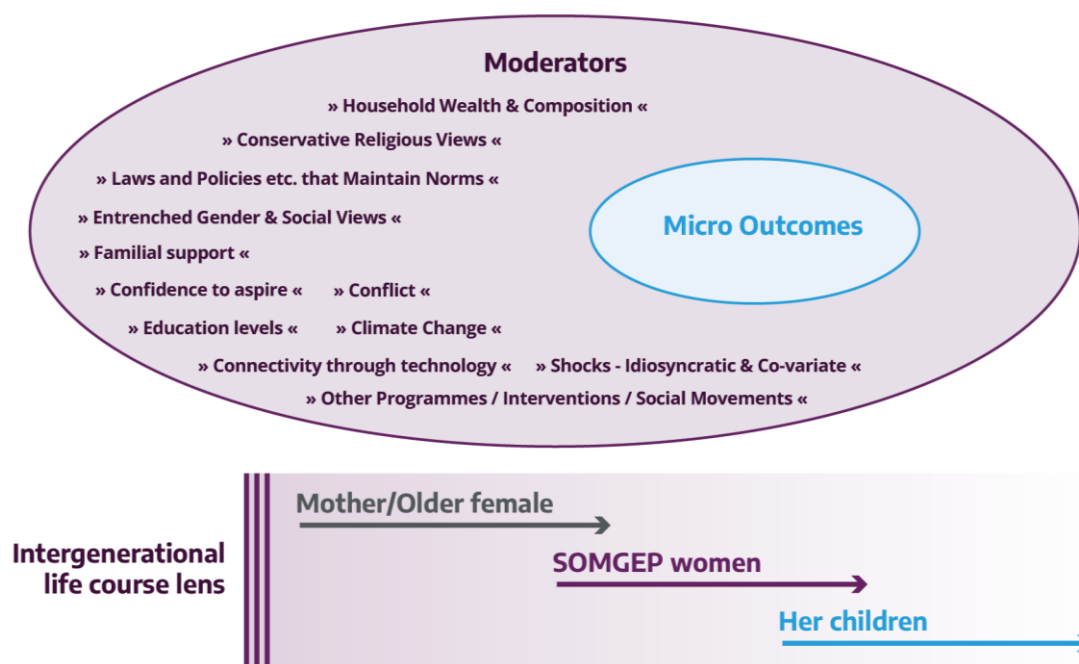 Moderators
» Household Wealth & Composition «
» Conservative Religious Views «
» Laws and Policies etc. that Maintain Norms «
» Entrenched Gender & Social Views «
» Familial support «
» Confidence to aspire « » Conflict «
» Education levels « » Climate Change «
» Connectivity through technology « » Shocks - Idiosyncratic & Co-variate «
» Other Programmes / Interventions / Social Movements «
Micro Outcomes
Intergenerational
life course lens
Mother/Older female
SOMGEP women
Her children